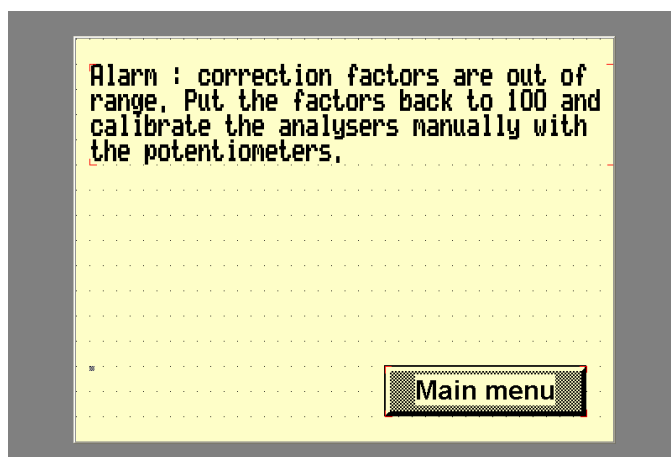 Alarm : correction factors are out of
range. Put the factors back to 100 and
calibrate the analysers manually with
the potentiometers.
Main menu